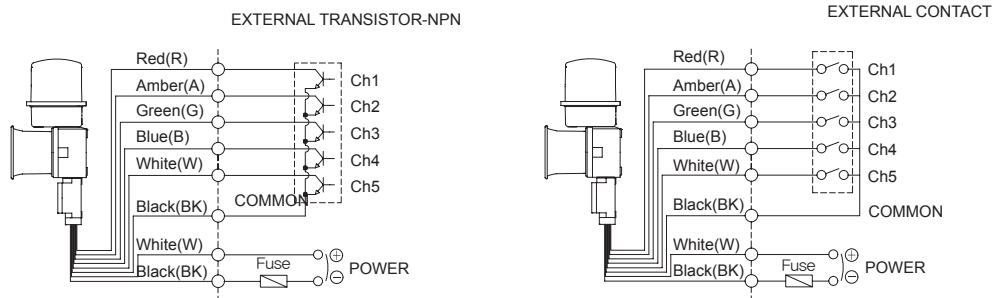 EXTERNAL TRANSISTOR-NPN
Red(R)
Ch1
Amber(A)
Ch2
Green(G)
Ch3
Blue(B)
Ch4
White(W)
Ch5
COMMON
Black(BK)
White(W)
Fuse
POWER
Black(BK)
EXTERNAL CONTACT
Red(R)
Ch1
Amber(A)
Ch2
Green(G)
Ch3
Blue(B)
Ch4
White(W)
Ch5
Black(BK)
COMMON
White(W)
Fuse
POWER
Black(BK)